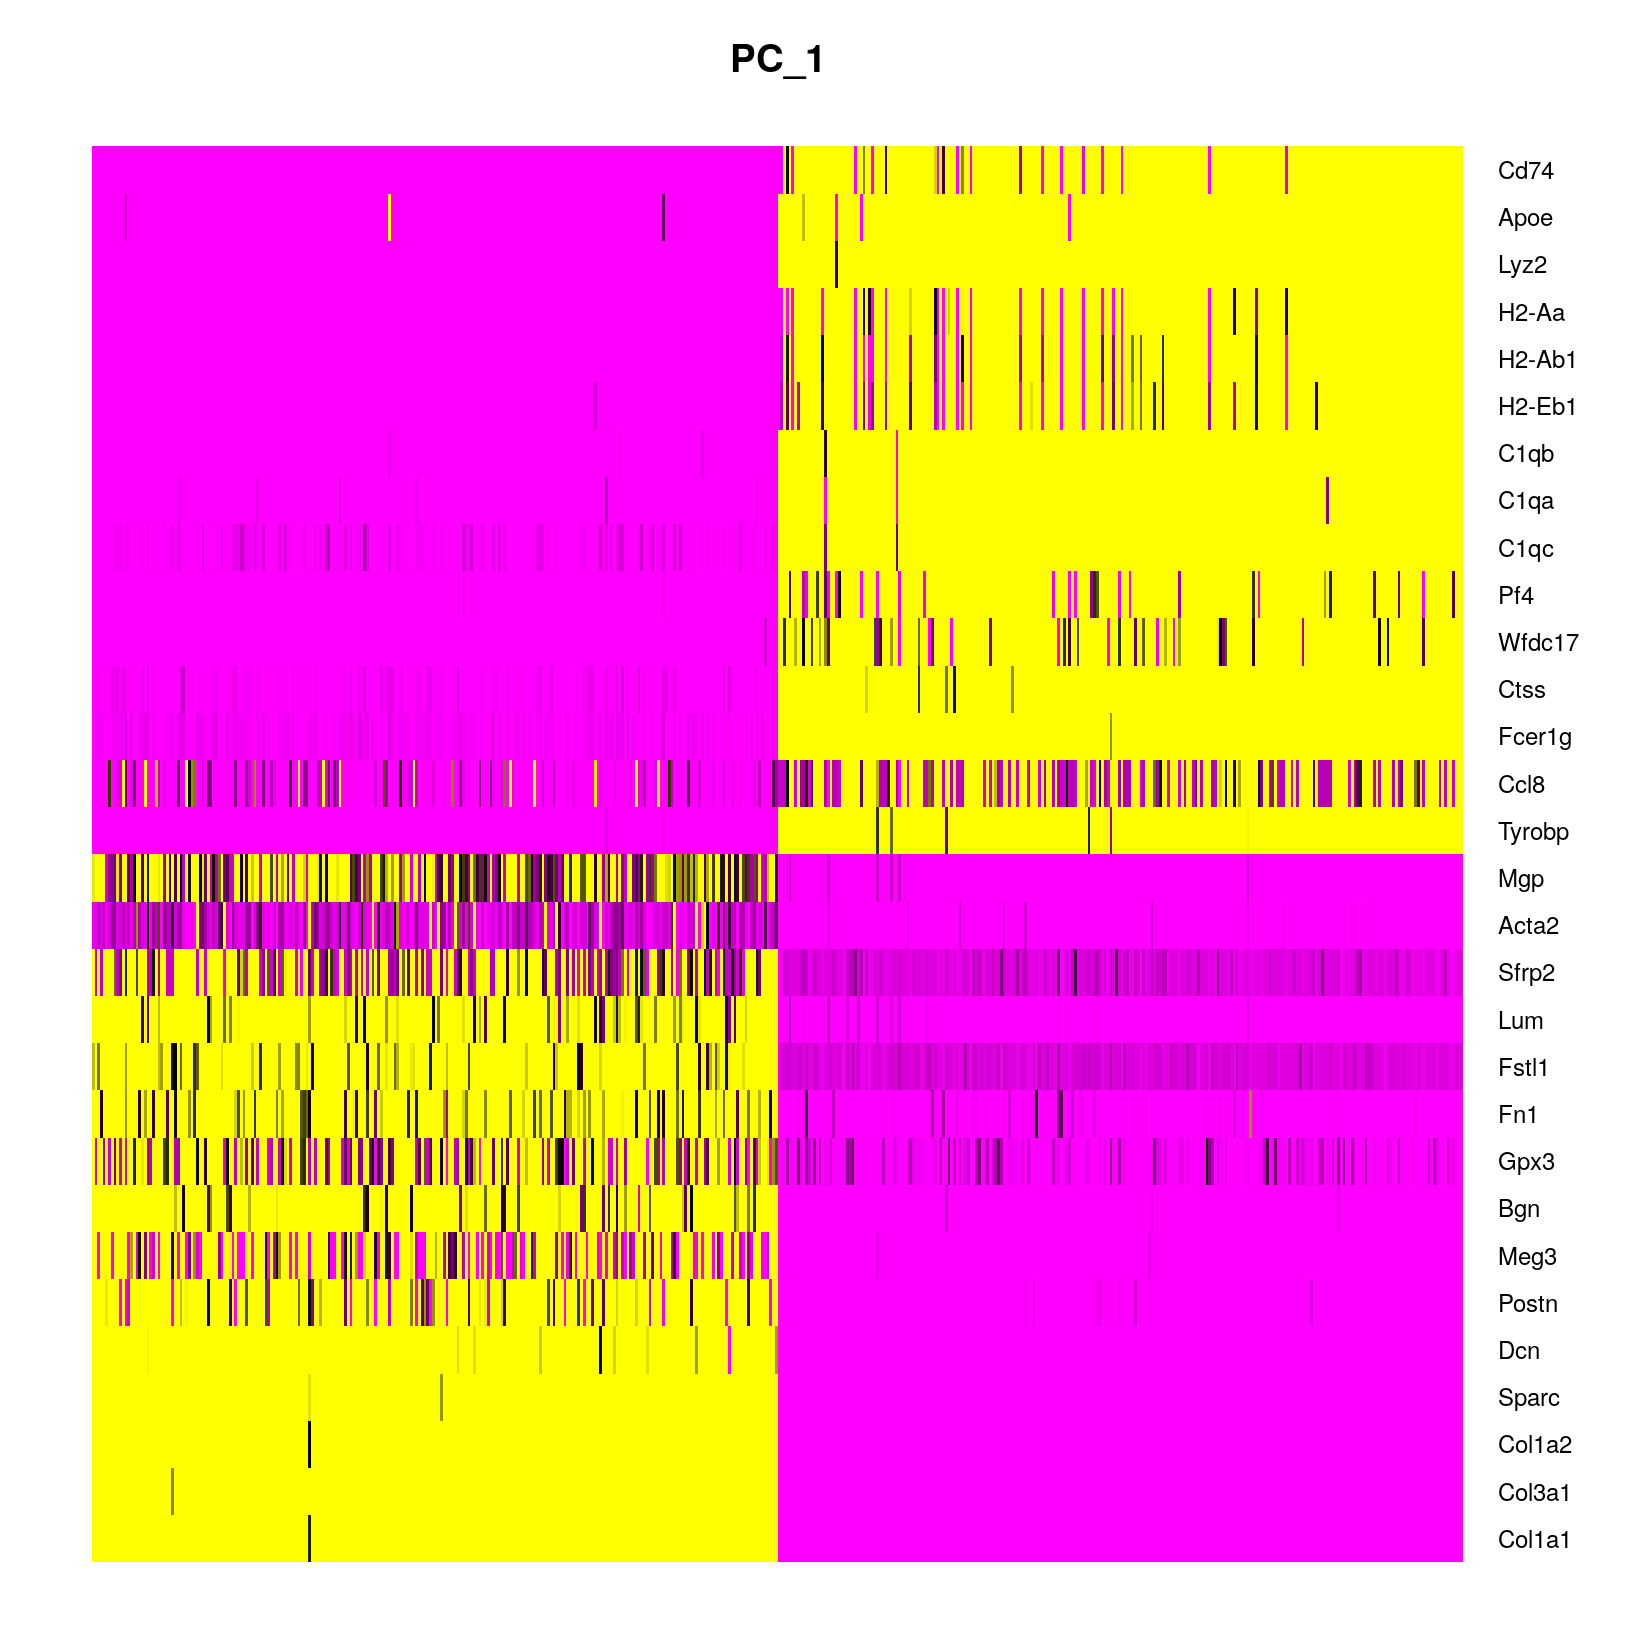 PC_1
Cd74
Apoe
Lyz2
H2-Aa
H2-Ab1
H2-Eb1
C1qb
C1qa
C1qc
Pf4
Wfdc17
Ctss
Fcer1g
Ccl8
Tyrobp
Mgp
Acta2
Sfrp2
Lum
Fstl1
Fn1
Gpx3
Bgn
Meg3
Postn
Dcn
Sparc
Col1a2
Col3a1
Col1a1